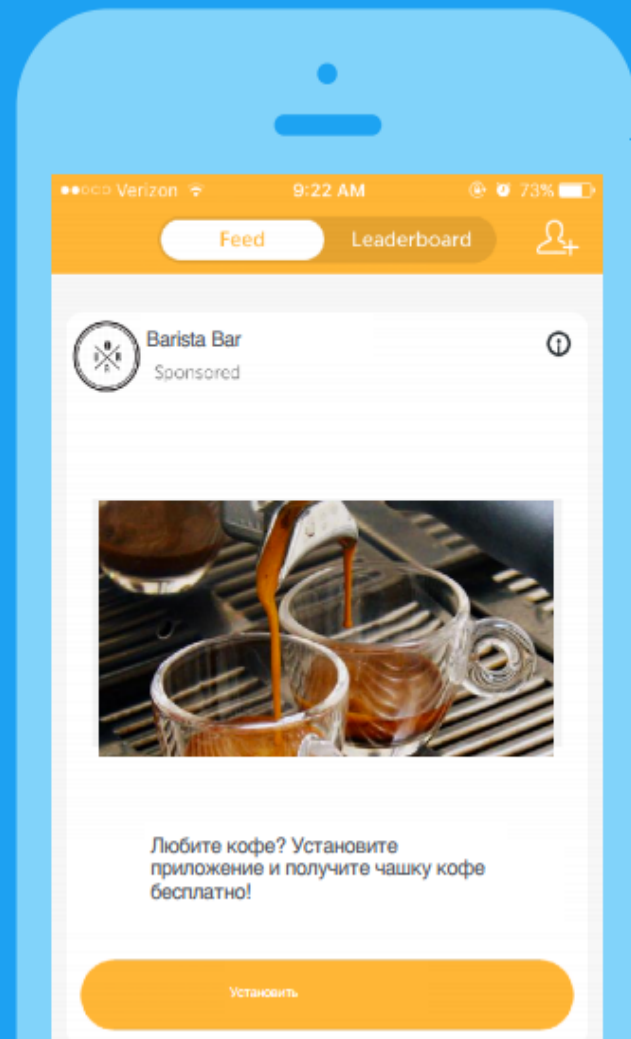 Verizon 9:22 AM 73%
Feed Leaderboard
Barista Bar
Sponsored
Любите кофе? Установите
приложение и получите чашку кофе
бесплатно!
Установить